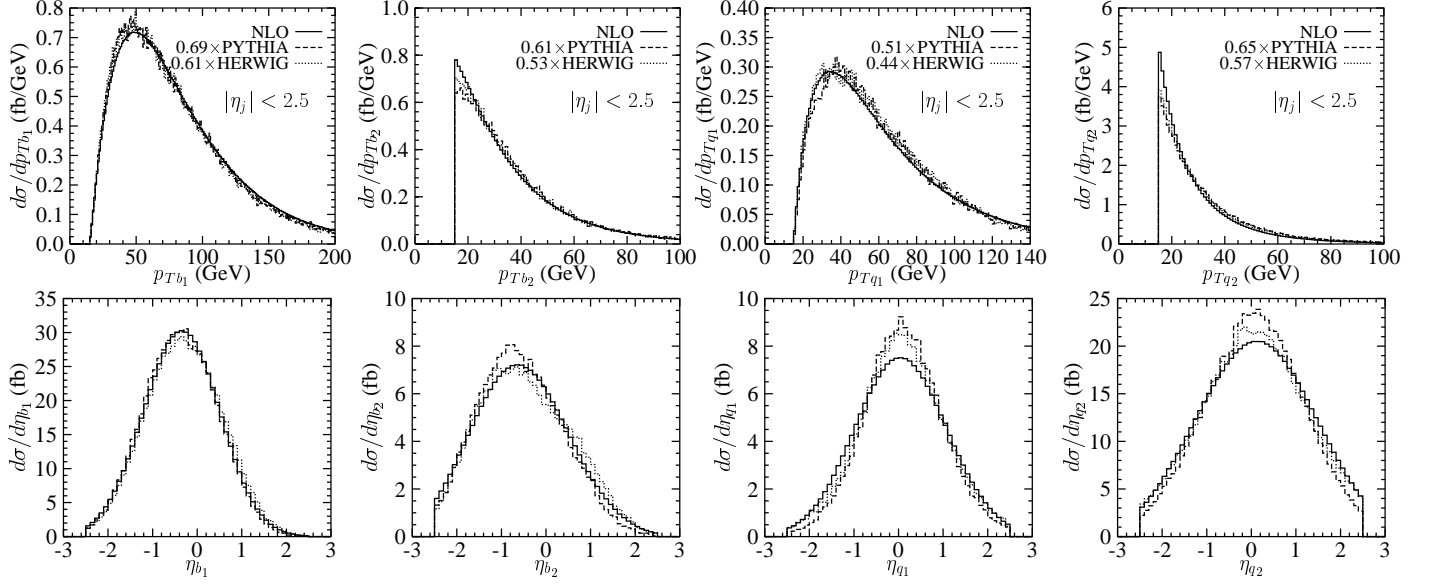 dσ/dp_{Tb_1} (fb/GeV)
0.8
0.7
0.6
0.5
0.4
0.3
0.2
0.1
0.0
NLO
0.69×PYTHIA
0.61×HERWIG
|η_j| < 2.5
0 50 100 150 200
p_{Tb_1} (GeV)
dσ/dp_{Tb_2} (fb/GeV)
1.0
0.8
0.6
0.4
0.2
0.0
NLO
0.61×PYTHIA
0.53×HERWIG
|η_j| < 2.5
0 20 40 60 80 100
p_{Tb_2} (GeV)
dσ/dp_{Tq_1} (fb/GeV)
0.40
0.35
0.30
0.25
0.20
0.15
0.10
0.05
0.00
NLO
0.51×PYTHIA
0.44×HERWIG
|η_j| < 2.5
0 20 40 60 80 100 120 140
p_{Tq_1} (GeV)
dσ/dp_{Tq_2} (fb/GeV)
6
5
4
3
2
1
0
NLO
0.65×PYTHIA
0.57×HERWIG
|η_j| < 2.5
0 20 40 60 80 100
p_{Tq_2} (GeV)
dσ/dη_{b_1} (fb)
35
30
25
20
15
10
5
0
-3 -2 -1 0 1 2 3
η_{b_1}
dσ/dη_{b_2} (fb)
10
8
6
4
2
0
-3 -2 -1 0 1 2 3
η_{b_2}
dσ/dη_{q_1} (fb)
10
8
6
4
2
0
-3 -2 -1 0 1 2 3
η_{q_1}
dσ/dη_{q_2} (fb)
25
20
15
10
5
0
-3 -2 -1 0 1 2 3
η_{q_2}